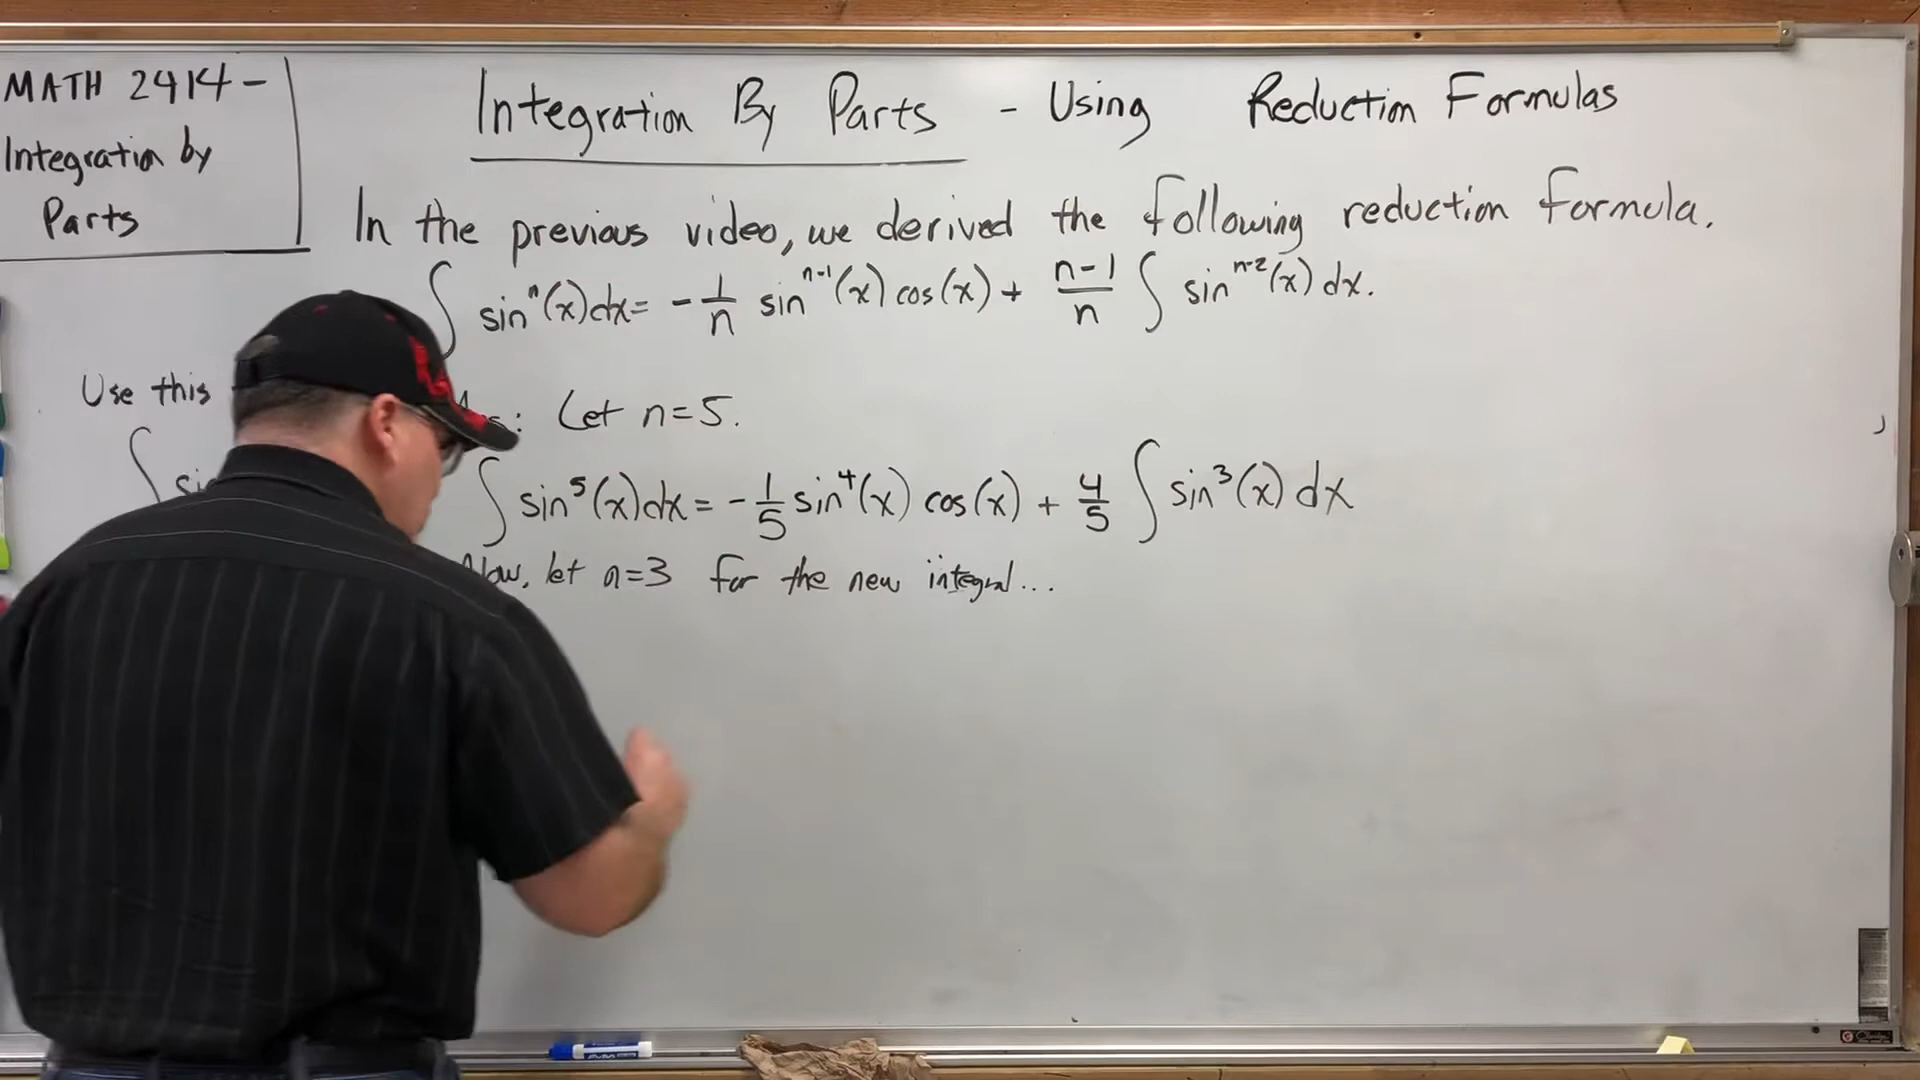 MATH 2414 -
Integration by
Parts
Integration By Parts - Using Reduction Formulas
In the previous video, we derived the following reduction formula.
∫ sinⁿ(x)dx = -1/n sinⁿ⁻¹(x) cos(x) + n-1/n ∫ sinⁿ⁻²(x) dx.
Use this
: Let n=5.
∫ sin⁵(x)dx = -1/5 sin⁴(x) cos(x) + 4/5 ∫ sin³(x) dx
Now, let n=3 for the new integral...